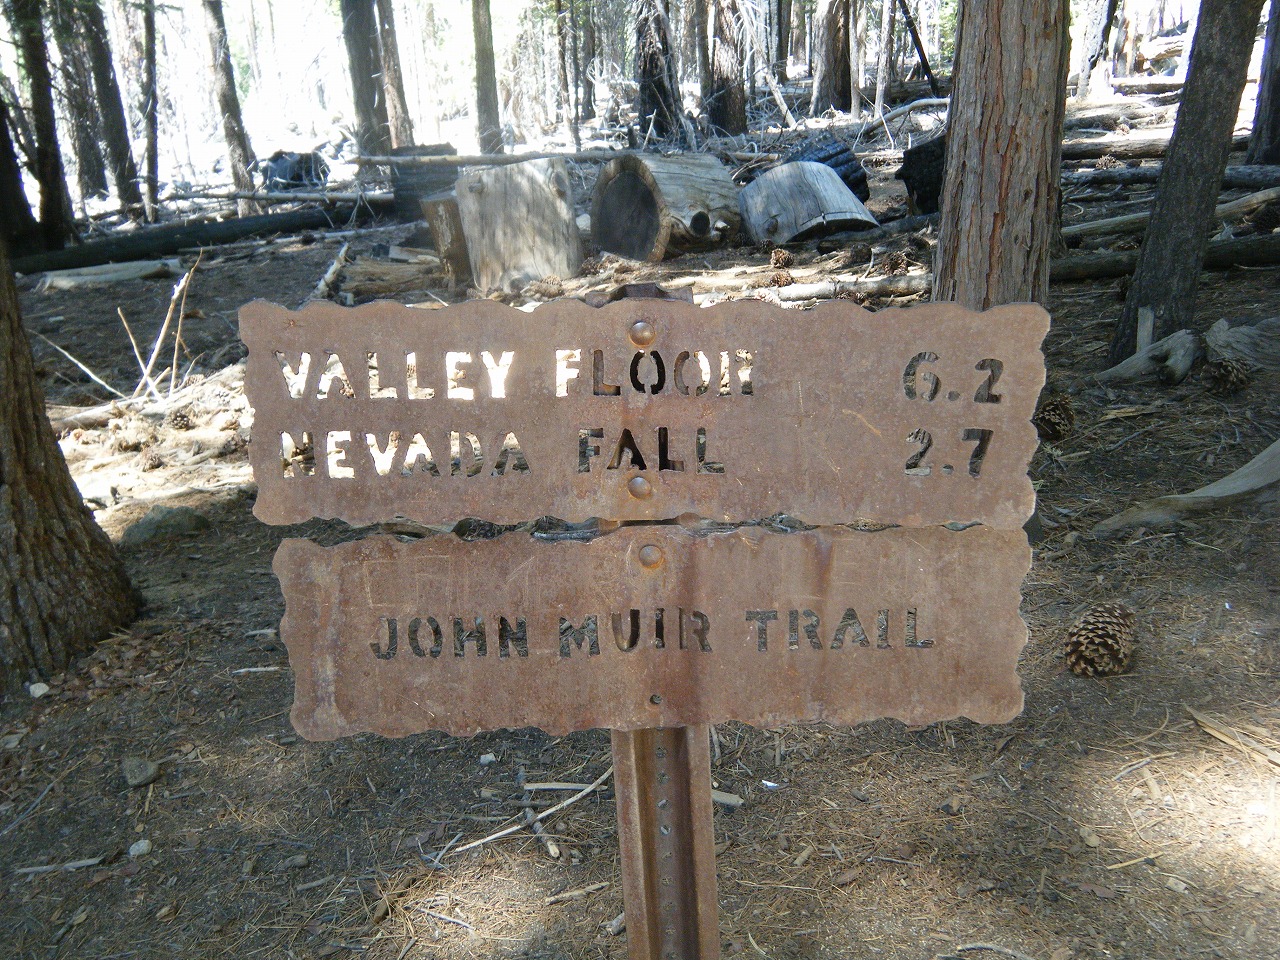 VALLEY FLOOR 6.2
NEVADA FALL 2.7
JOHN MUIR TRAIL